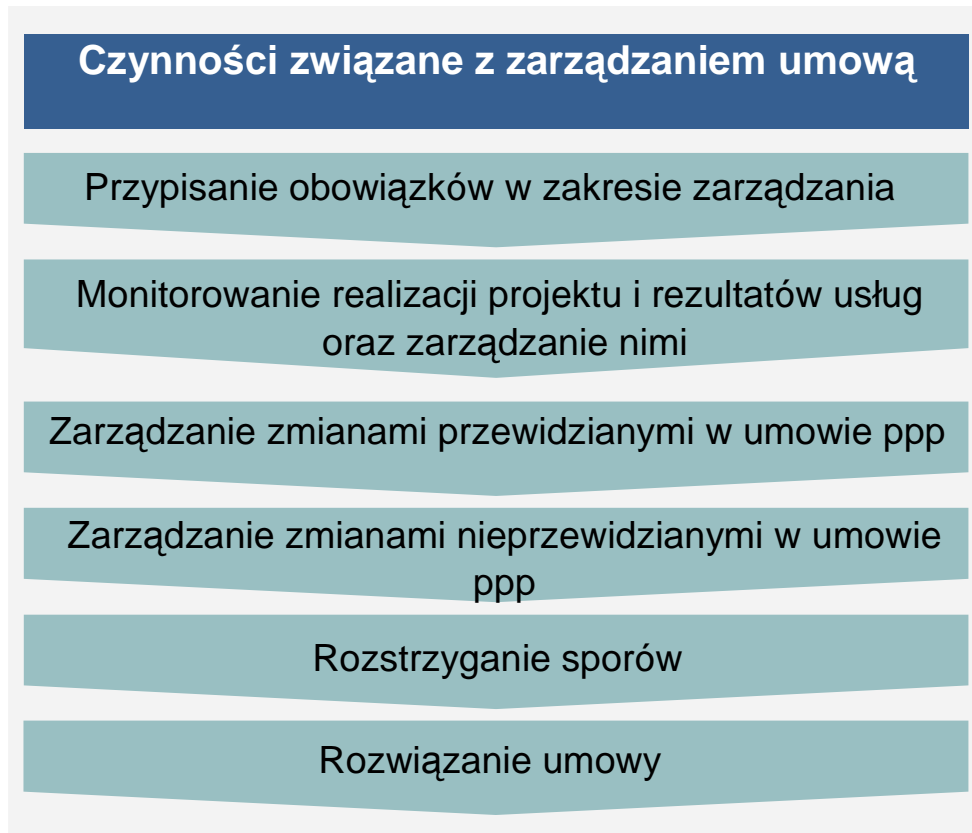 Czynności związane z zarządzaniem umową
Przypisanie obowiązków w zakresie zarządzania
Monitorowanie realizacji projektu i rezultatów usług
oraz zarządzanie nimi
Zarządzanie zmianami przewidzianymi w umowie ppp
Zarządzanie zmianami nieprzewidzianymi w umowie
ppp
Rozstrzyganie sporów
Rozwiązanie umowy